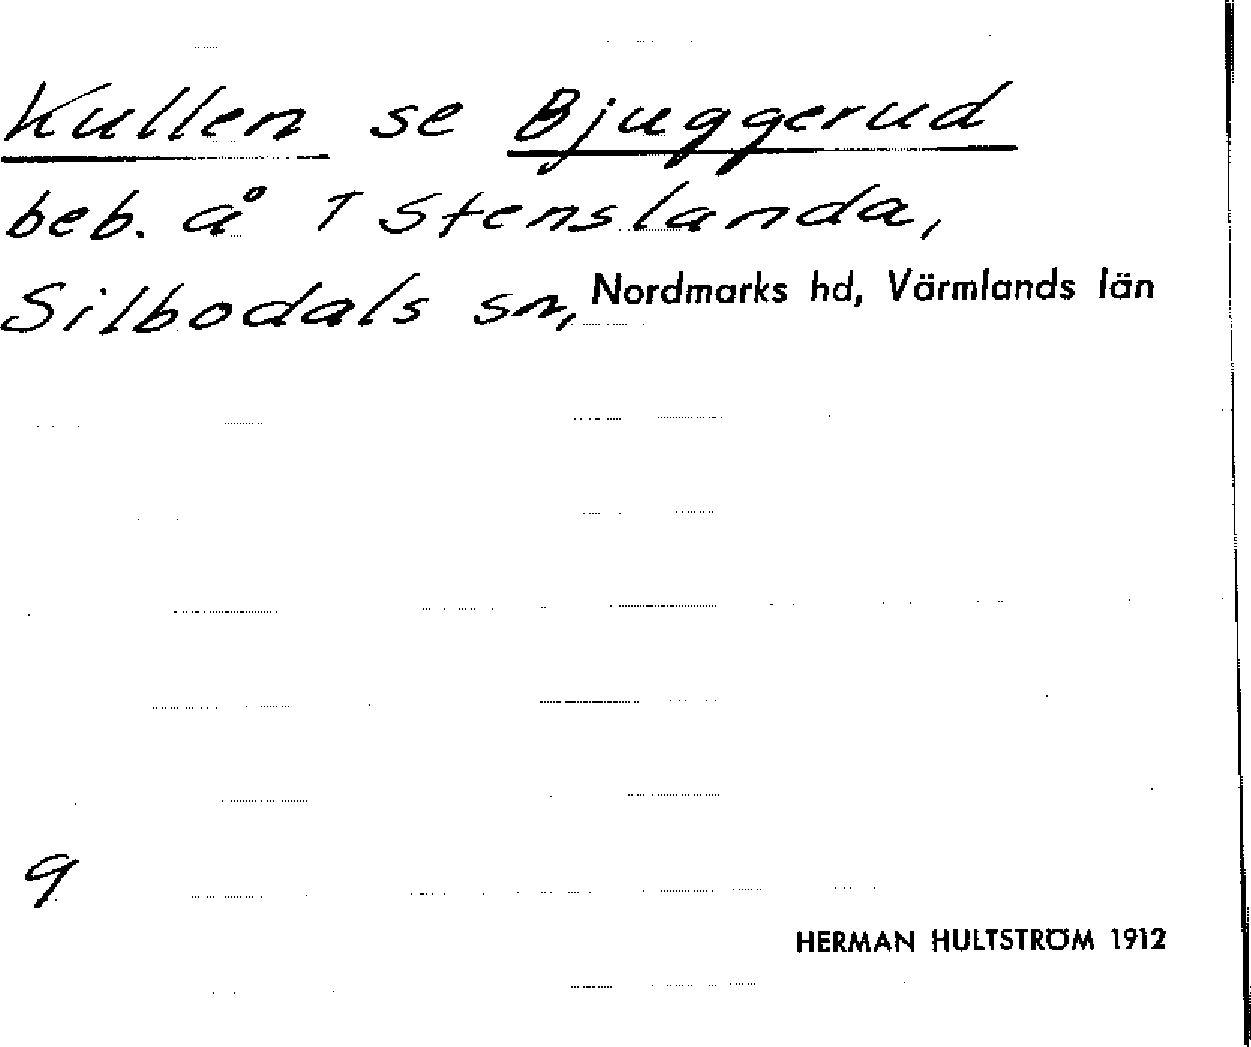 Kullen se Bjuggerud
beb. å 1 Stenslanda,
Silbodals sn, Nordmarks hd, Värmlands län
9
HERMAN HULTSTRÖM 1912